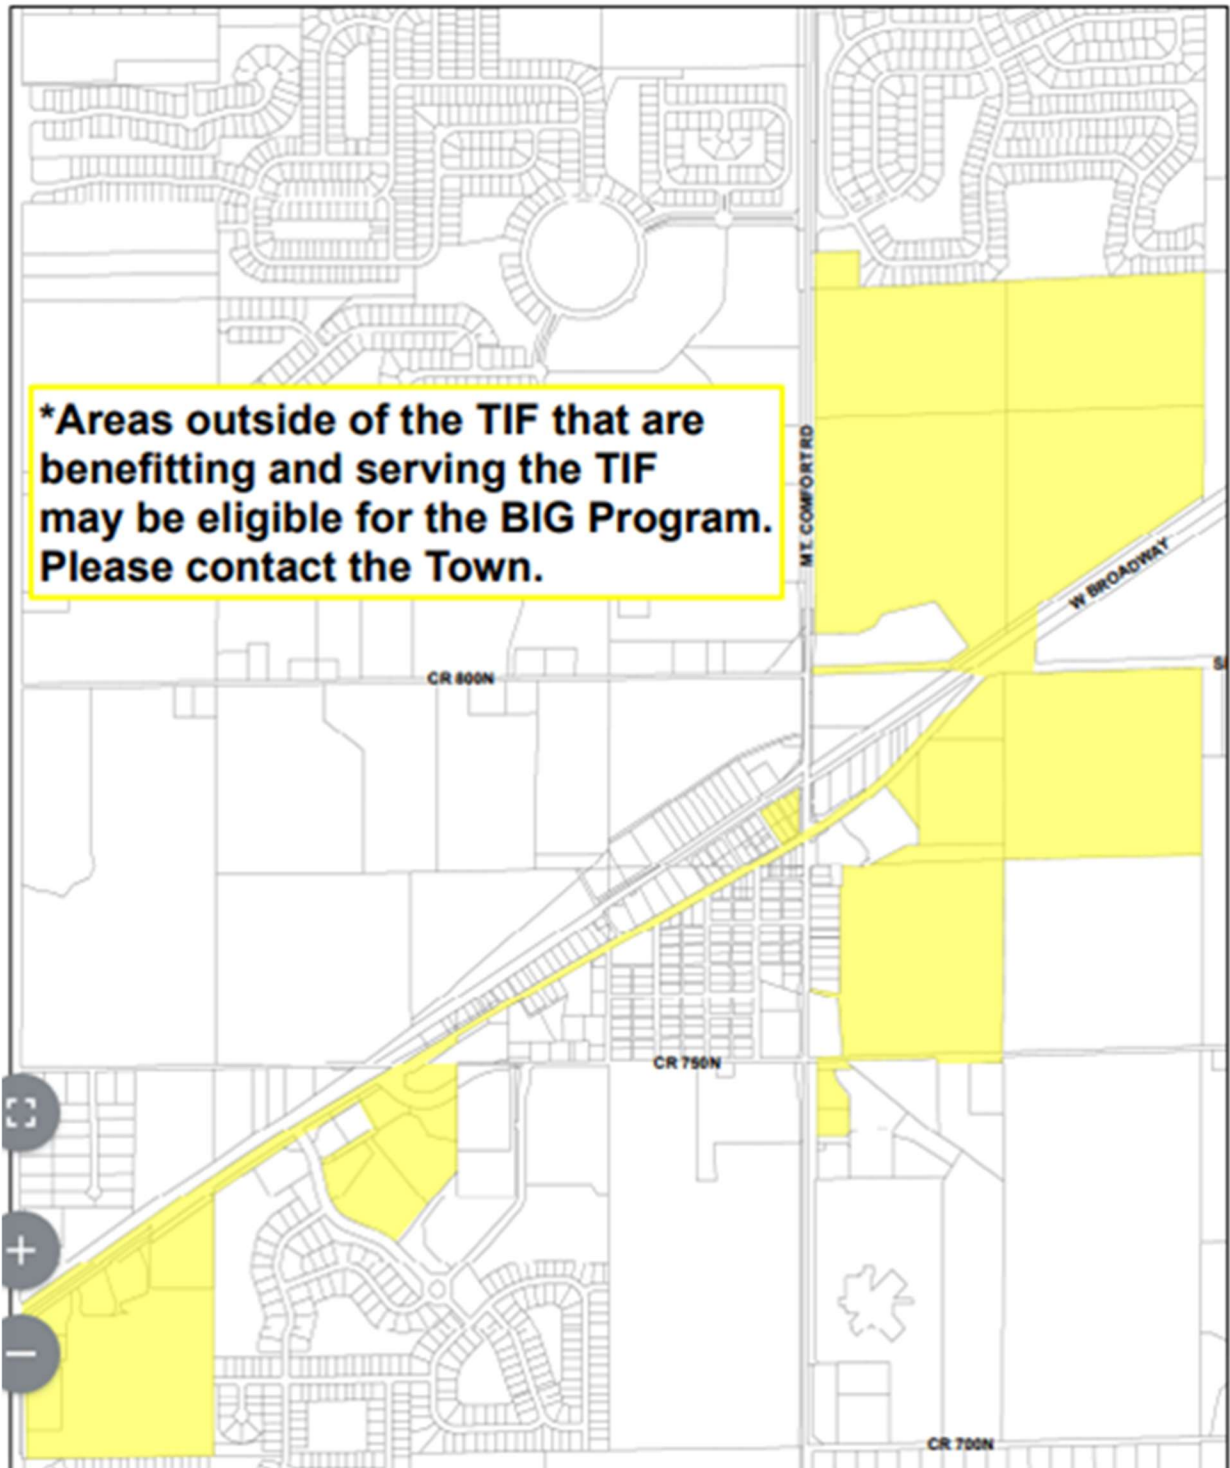 *Areas outside of the TIF that are
benefitting and serving the TIF
may be eligible for the BIG Program.
Please contact the Town.
MT. COMFORT RD
W BROADWAY
CR 800N
CR 750N
CR 700N